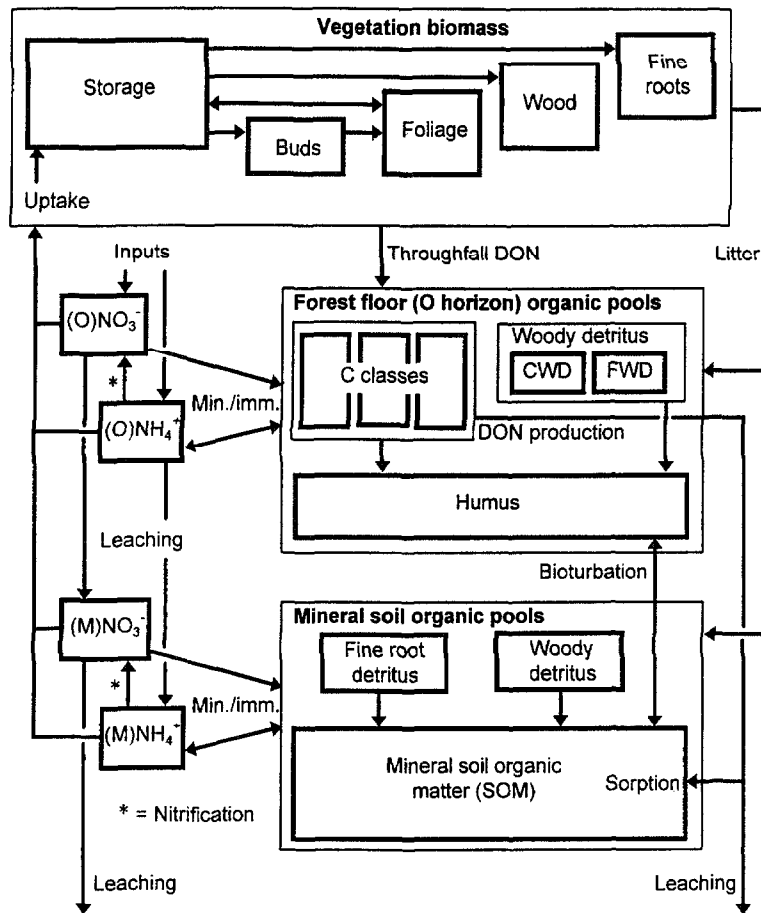 Vegetation biomass
Storage
Fine
roots
Wood
Foliage
Buds
Uptake
Inputs
Throughfall DON
Litter
Forest floor (O horizon) organic pools
(O)NO₃⁻
Woody detritus
C classes
CWD
FWD
*
Min./imm.
(O)NH₄⁺
DON production
Humus
Leaching
Bioturbation
Mineral soil organic pools
(M)NO₃⁻
Fine root
detritus
Woody
detritus
*
Min./imm.
(M)NH₄⁺
Mineral soil organic
matter (SOM)
Sorption
* = Nitrification
Leaching
Leaching